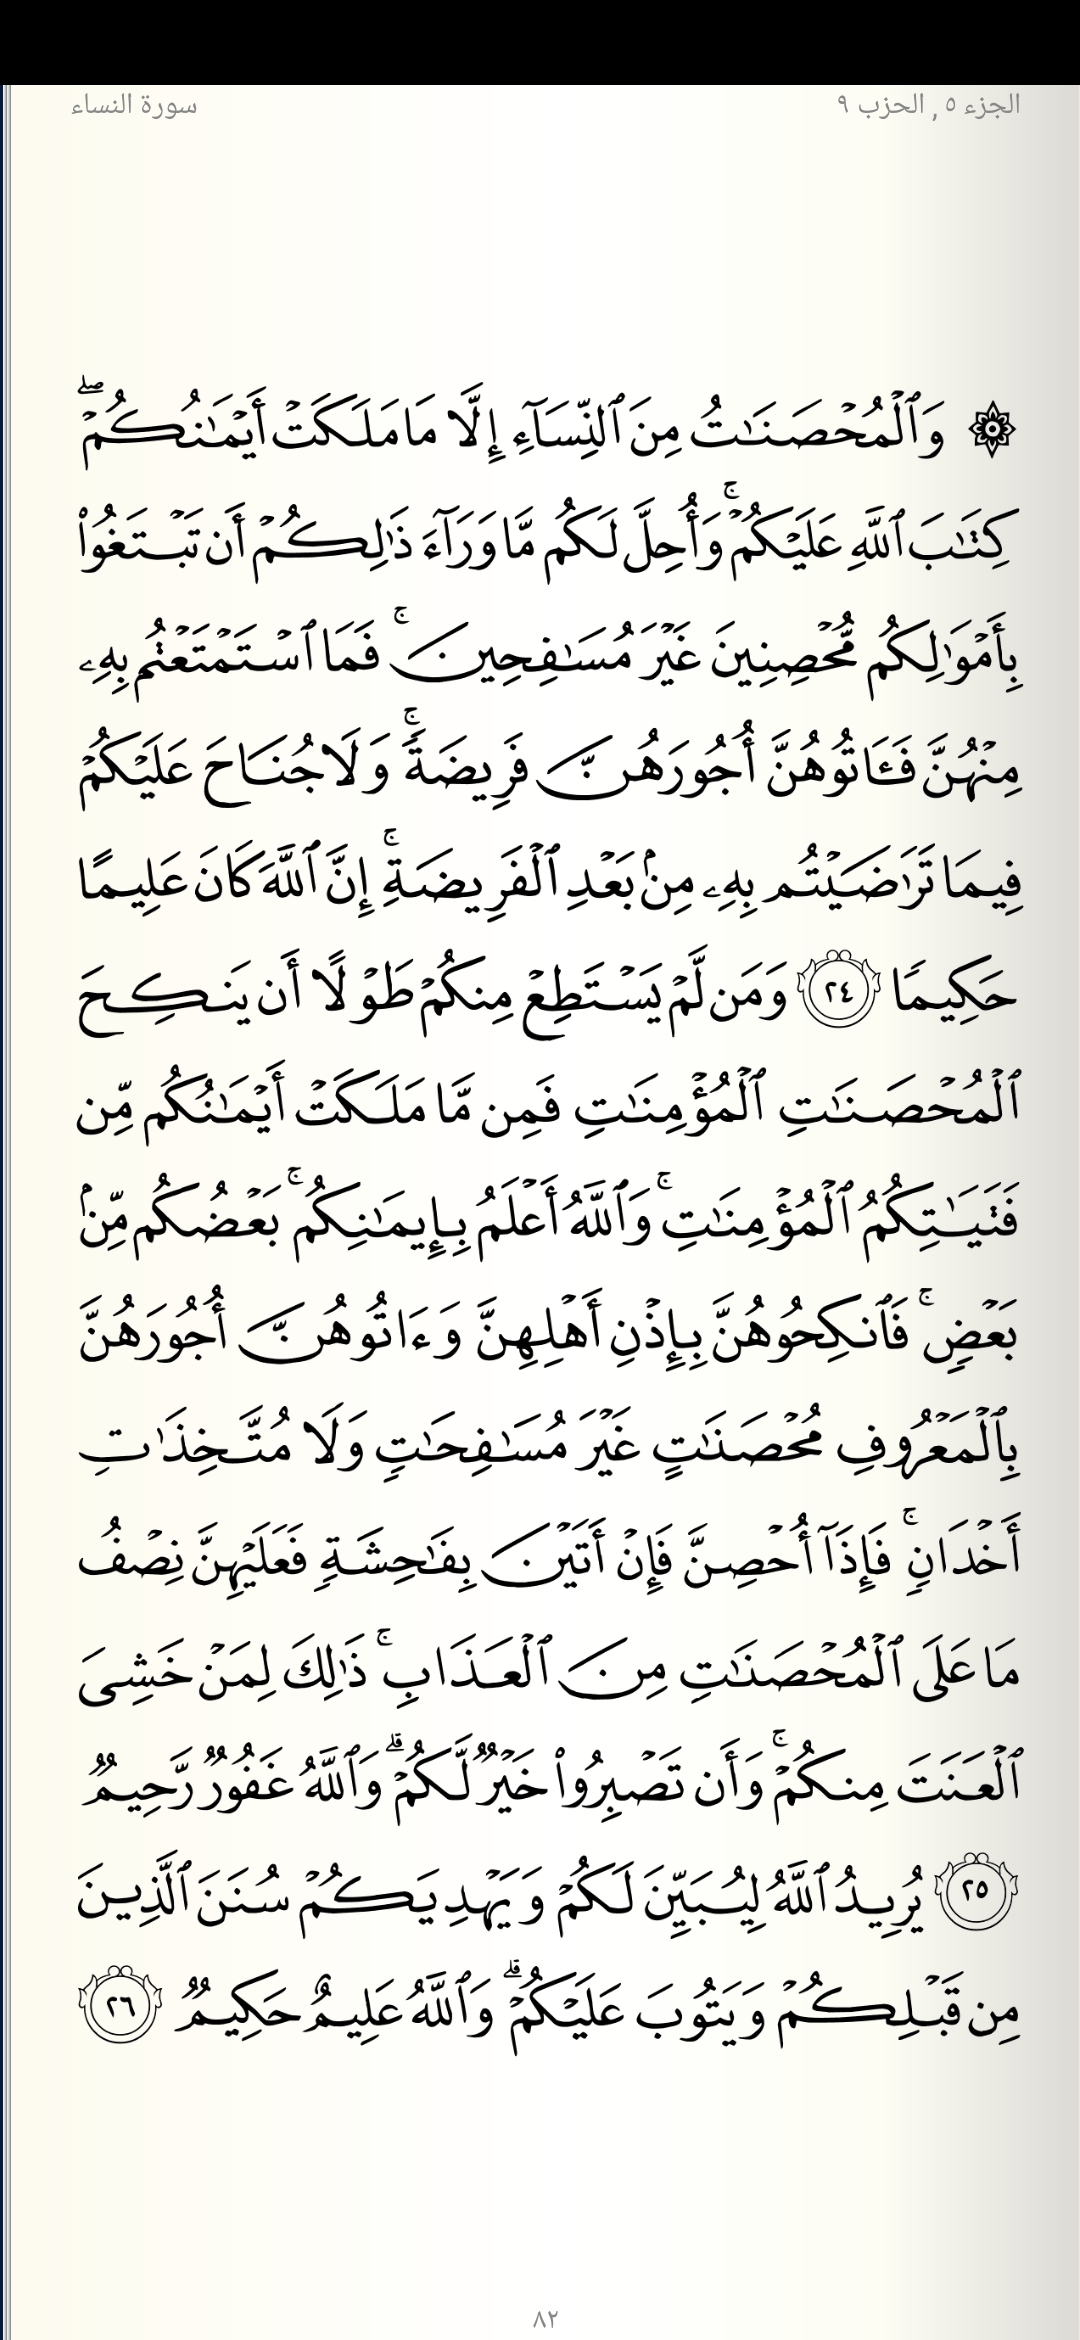 الجزء ٥ , الحزب ٩
سورة النساء
۞ وَٱلْمُحْصَنَٰتُ مِنَ ٱلنِّسَآءِ إِلَّا مَا مَلَكَتْ أَيْمَٰنُكُمْ ۖ
كِتَٰبَ ٱللَّهِ عَلَيْكُمْ ۚ وَأُحِلَّ لَكُم مَّا وَرَآءَ ذَٰلِكُمْ أَن تَبْتَغُوا۟
بِأَمْوَٰلِكُم مُّحْصِنِينَ غَيْرَ مُسَٰفِحِينَ ۚ فَمَا ٱسْتَمْتَعْتُم بِهِۦ
مِنْهُنَّ فَـَٔاتُوهُنَّ أُجُورَهُنَّ فَرِيضَةً ۚ وَلَا جُنَاحَ عَلَيْكُمْ
فِيمَا تَرَٰضَيْتُم بِهِۦ مِنۢ بَعْدِ ٱلْفَرِيضَةِ ۚ إِنَّ ٱللَّهَ كَانَ عَلِيمًا
حَكِيمًا ٢٤ وَمَن لَّمْ يَسْتَطِعْ مِنكُمْ طَوْلًا أَن يَنكِحَ
ٱلْمُحْصَنَٰتِ ٱلْمُؤْمِنَٰتِ فَمِن مَّا مَلَكَتْ أَيْمَٰنُكُم مِّن
فَتَيَٰتِكُمُ ٱلْمُؤْمِنَٰتِ ۚ وَٱللَّهُ أَعْلَمُ بِإِيمَٰنِكُم ۚ بَعْضُكُم مِّنۢ
بَعْضٍ ۚ فَٱنكِحُوهُنَّ بِإِذْنِ أَهْلِهِنَّ وَءَاتُوهُنَّ أُجُورَهُنَّ
بِٱلْمَعْرُوفِ مُحْصَنَٰتٍ غَيْرَ مُسَٰفِحَٰتٍ وَلَا مُتَّخِذَٰتِ
أَخْدَانٍ ۚ فَإِذَآ أُحْصِنَّ فَإِنْ أَتَيْنَ بِفَٰحِشَةٍ فَعَلَيْهِنَّ نِصْفُ
مَا عَلَى ٱلْمُحْصَنَٰتِ مِنَ ٱلْعَذَابِ ۚ ذَٰلِكَ لِمَنْ خَشِىَ
ٱلْعَنَتَ مِنكُمْ ۚ وَأَن تَصْبِرُوا۟ خَيْرٌ لَّكُمْ ۗ وَٱللَّهُ غَفُورٌ رَّحِيمٌ
٢٥ يُرِيدُ ٱللَّهُ لِيُبَيِّنَ لَكُمْ وَيَهْدِيَكُمْ سُنَنَ ٱلَّذِينَ
مِن قَبْلِكُمْ وَيَتُوبَ عَلَيْكُمْ ۗ وَٱللَّهُ عَلِيمٌ حَكِيمٌ ٢٦
٨٢